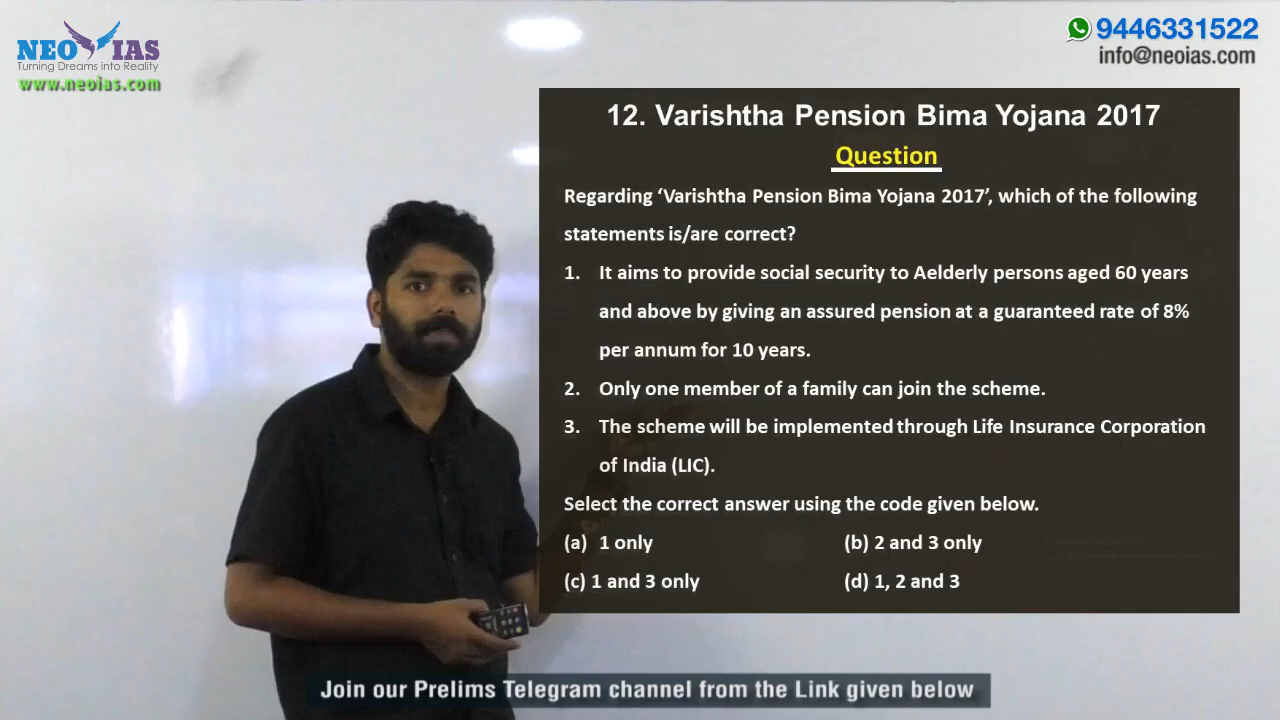 NEO IAS
Turning Dreams into Reality
www.neoias.com
9446331522
info@neoias.com
12. Varishtha Pension Bima Yojana 2017
Question
Regarding ‘Varishtha Pension Bima Yojana 2017’, which of the following
statements is/are correct?
1. It aims to provide social security to Aelderly persons aged 60 years
and above by giving an assured pension at a guaranteed rate of 8%
per annum for 10 years.
2. Only one member of a family can join the scheme.
3. The scheme will be implemented through Life Insurance Corporation
of India (LIC).
Select the correct answer using the code given below.
(a) 1 only (b) 2 and 3 only
(c) 1 and 3 only (d) 1, 2 and 3
Join our Prelims Telegram channel from the Link given below